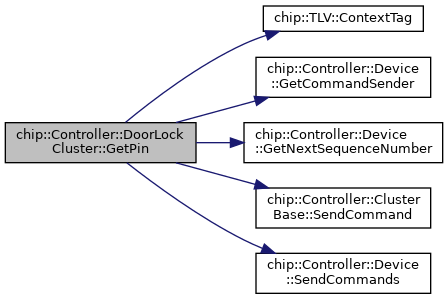 chip::TLV::ContextTag
chip::Controller::Device
::GetCommandSender
chip::Controller::DoorLock
Cluster::GetPin
chip::Controller::Device
::GetNextSequenceNumber
chip::Controller::Cluster
Base::SendCommand
chip::Controller::Device
::SendCommands